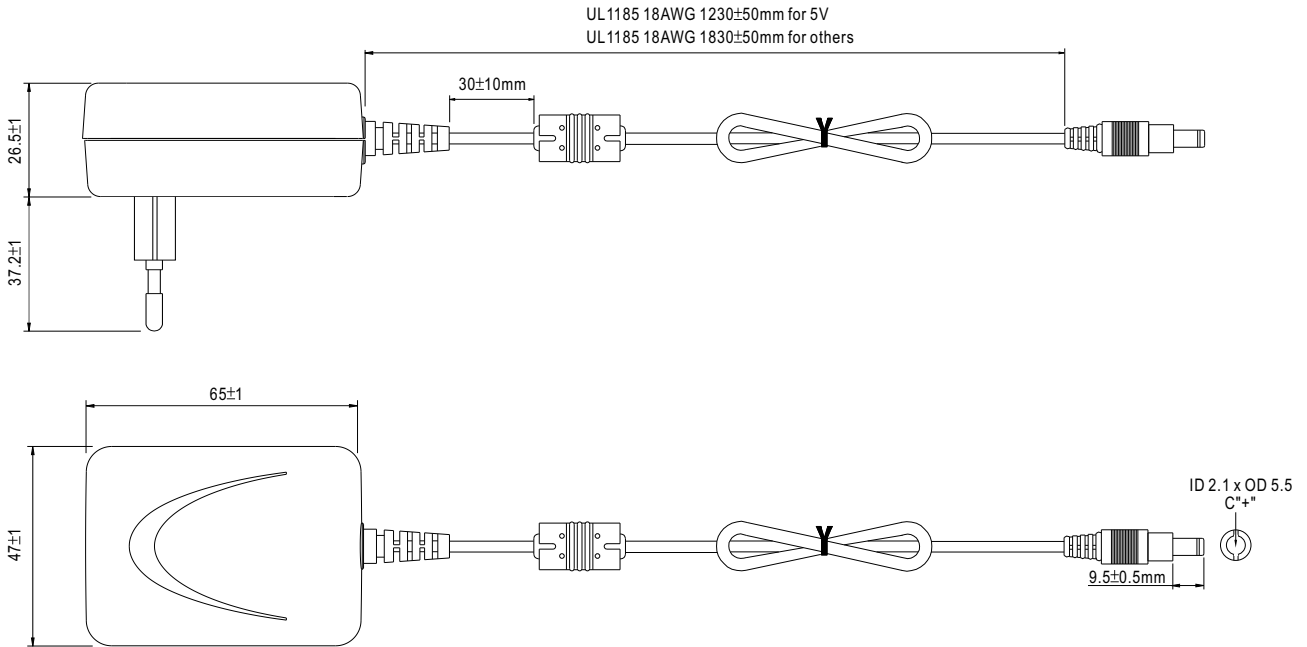 UL1185 18AWG 1230±50mm for 5V
UL1185 18AWG 1830±50mm for others
30±10mm
26.5±1
37.2±1
65±1
47±1
ID 2.1 x OD 5.5
C"+"
9.5±0.5mm